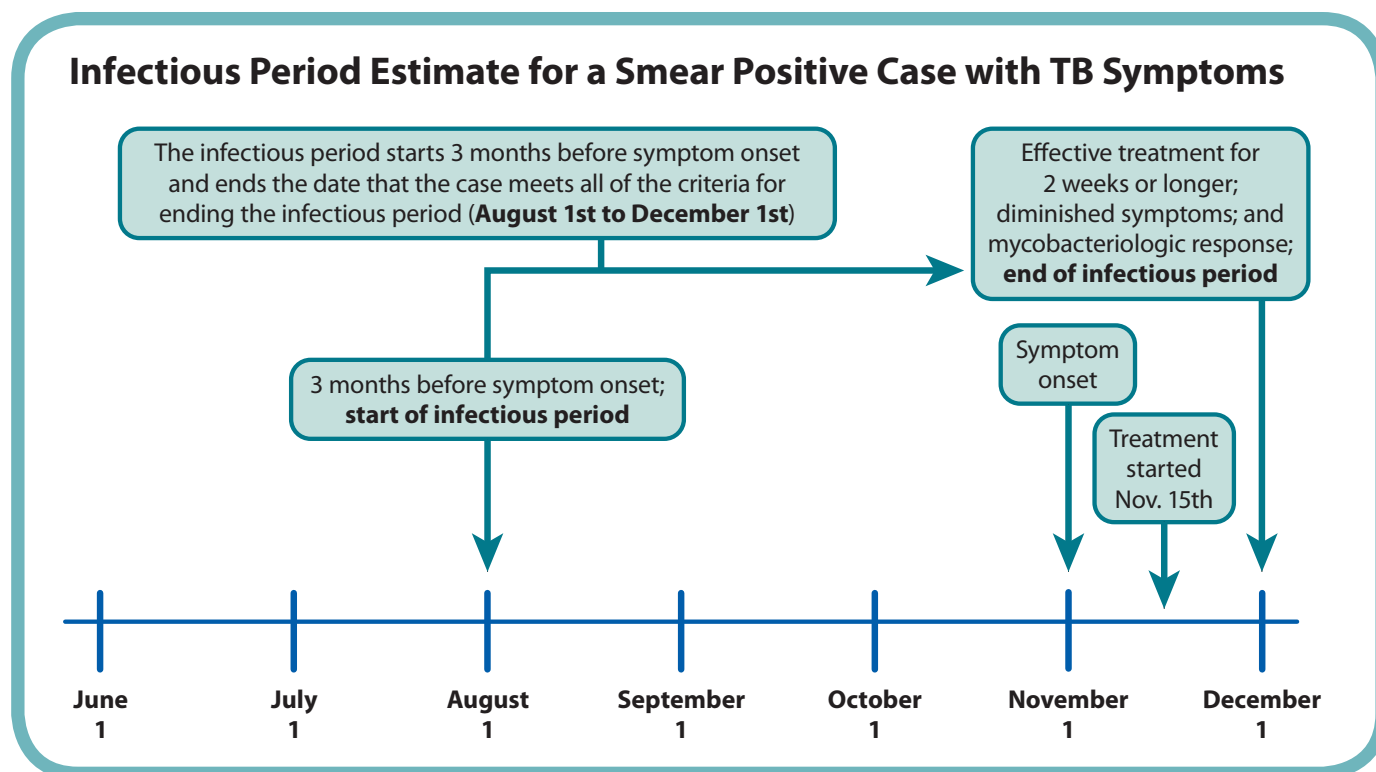 Infectious Period Estimate for a Smear Positive Case with TB Symptoms
The infectious period starts 3 months before symptom onset
and ends the date that the case meets all of the criteria for
ending the infectious period (August 1st to December 1st)
Effective treatment for
2 weeks or longer;
diminished symptoms; and
mycobacteriologic response;
end of infectious period
3 months before symptom onset;
start of infectious period
Symptom
onset
Treatment
started
Nov. 15th
June
1
July
1
August
1
September
1
October
1
November
1
December
1